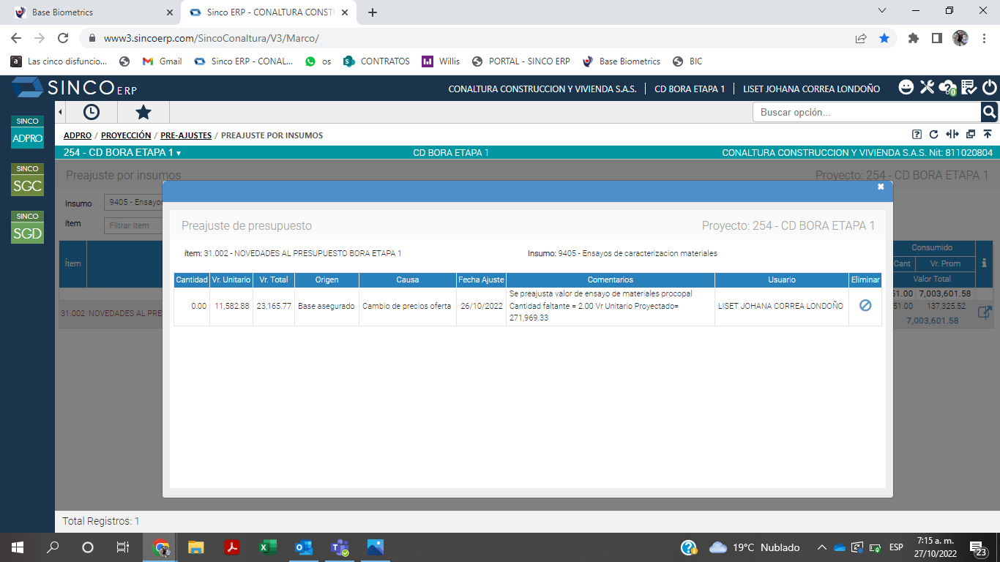 Base Biometrics
Sinco ERP - CONALTURA CONST
www3.sincoerp.com/SincoConaltura/V3/Marco/
Las cinco disfuncio...
Gmail
Sinco ERP - CONAL...
os
CONTRATOS
Willis
PORTAL - SINCO ERP
Base Biometrics
BIC
SINCO ERP
CONALTURA CONSTRUCCION Y VIVIENDA S.A.S.
CD BORA ETAPA 1
LISET JOHANA CORREA LONDOÑO
0
SINCO
ADPRO
SINCO
SGC
SINCO
SGD
Buscar opción...
ADPRO / PROYECCIÓN / PRE-AJUSTES / PREAJUSTE POR INSUMOS
254 - CD BORA ETAPA 1
CD BORA ETAPA 1
CONALTURA CONSTRUCCION Y VIVIENDA S.A.S. Nit: 811020804
Preajuste por insumos
Proyecto: 254 - CD BORA ETAPA 1
Insumo
9405 - Ensayo
ítem
Filtrar Item
Ítem
Consumido
Cant
Vr. Prom
Valor Total
51.00
7,003,601.58
31.002
NOVEDADES AL PRE
51.00
137,325.52
7,003,601.58
Preajuste de presupuesto
Proyecto: 254 - CD BORA ETAPA 1
ítem: 31.002 - NOVEDADES AL PRESUPUESTO BORA ETAPA 1
Insumo: 9405 - Ensayos de caracterizacion materiales
Cantidad
Vr. Unitario
Vr. Total
Origen
Causa
Fecha Ajuste
Comentarios
Usuario
Eliminar
0.00
11,582.88
23,165.77
Base asegurado
Cambio de precios oferta
26/10/2022
Se preajusta valor de ensayo de materiales procopal
Cantidad faltante = 2.00 Vr Unitario Proyectado=
271,969.33
LISET JOHANA CORREA LONDOÑO
Total Registros: 1
19°C Nublado
ESP
7:15 a. m.
27/10/2022
23